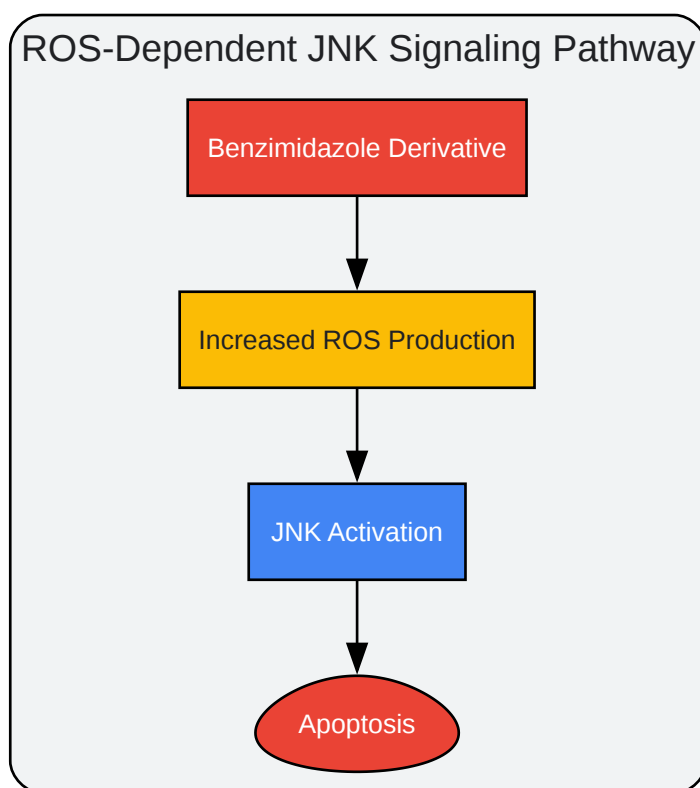 ROS-Dependent JNK Signaling Pathway
Benzimidazole Derivative
Increased ROS Production
JNK Activation
Apoptosis